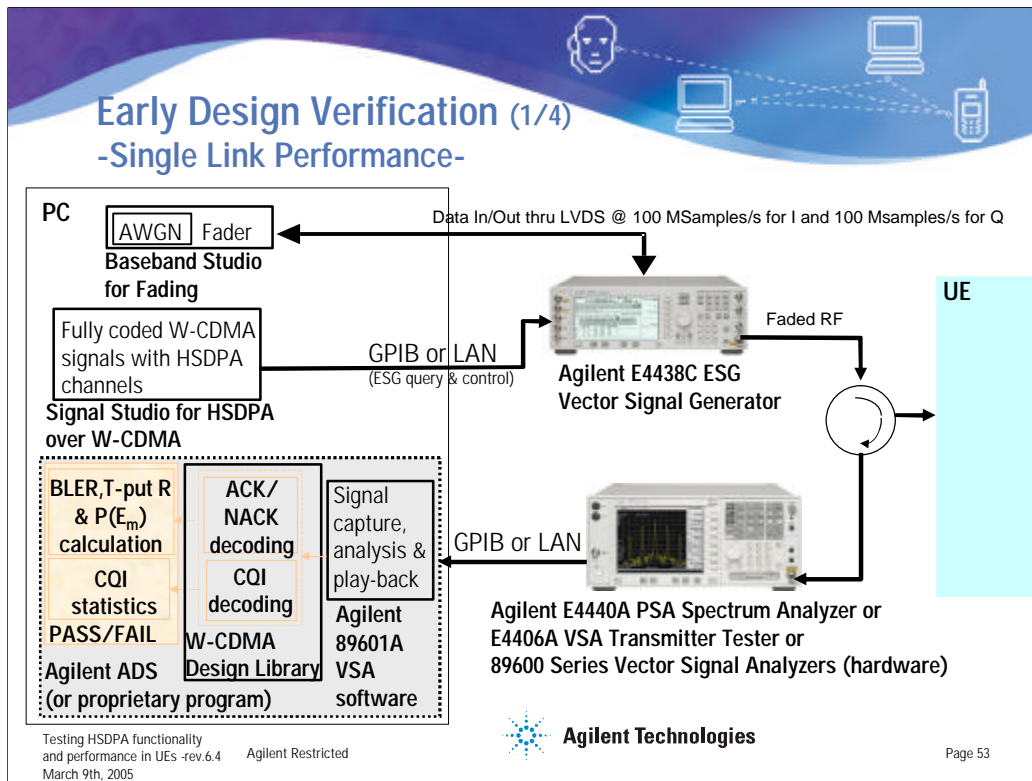 Early Design Verification (1/4)
-Single Link Performance-
PC
AWGN Fader
Baseband Studio
for Fading
Data In/Out thru LVDS @ 100 MSamples/s for I and 100 Msamples/s for Q
Fully coded W-CDMA
signals with HSDPA
channels
Signal Studio for HSDPA
over W-CDMA
GPIB or LAN
(ESG query & control)
Agilent E4438C ESG
Vector Signal Generator
Faded RF
UE
BLER,T-put R
& P(Em)
calculation
CQI
statistics
PASS/FAIL
ACK/
NACK
decoding
CQI
decoding
W-CDMA
Design Library
Signal
capture,
analysis &
play-back
Agilent
89601A
VSA
software
Agilent ADS
(or proprietary program)
GPIB or LAN
Agilent E4440A PSA Spectrum Analyzer or
E4406A VSA Transmitter Tester or
89600 Series Vector Signal Analyzers (hardware)
Testing HSDPA functionality
and performance in UEs -rev.6.4
March 9th, 2005
Agilent Restricted
Agilent Technologies
Page 53